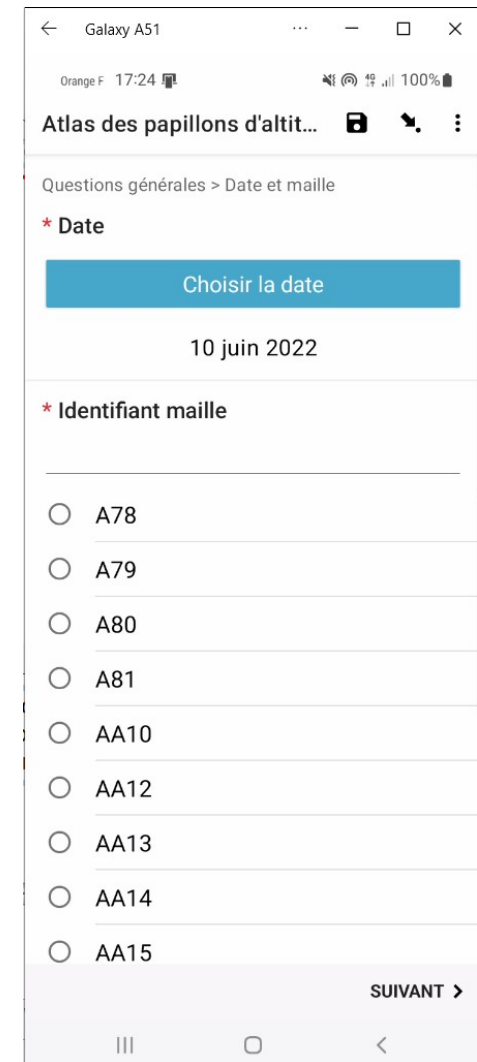 Galaxy A51
Orange F 17:24 4G 100%
Atlas des papillons d'altit...
Questions générales > Date et maille
* Date
Choisir la date
10 juin 2022
* Identifiant maille
A78
A79
A80
A81
AA10
AA12
AA13
AA14
AA15
SUIVANT >